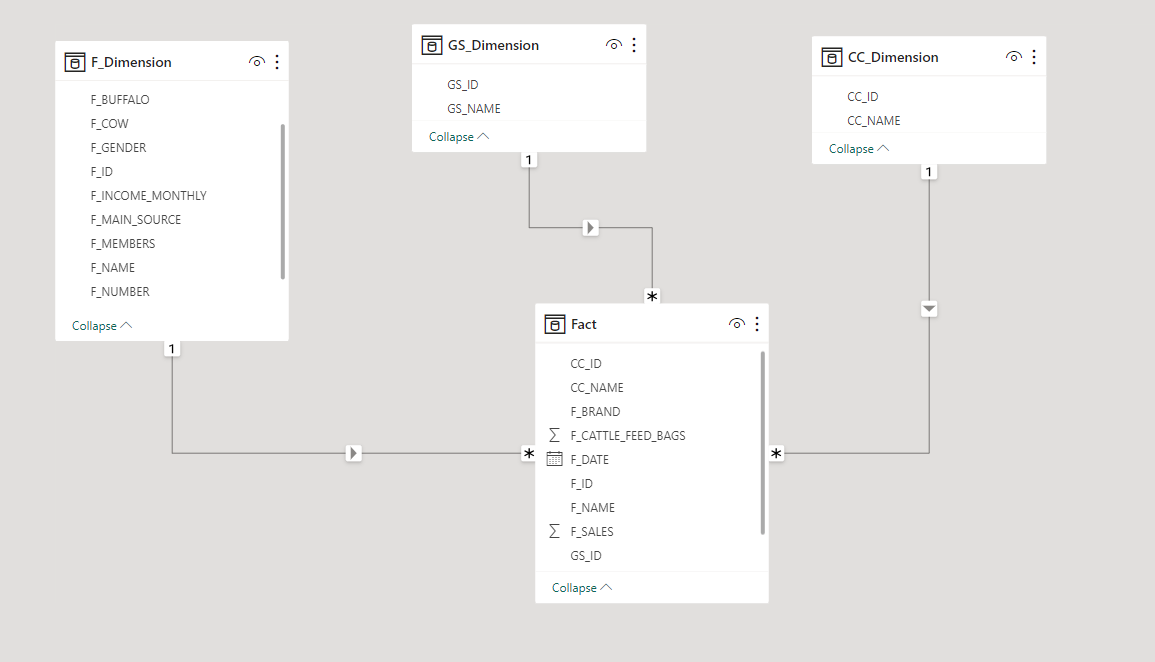 F_Dimension
F_BUFFALO
F_COW
F_GENDER
F_ID
F_INCOME_MONTHLY
F_MAIN_SOURCE
F_MEMBERS
F_NAME
F_NUMBER
Collapse
1
GS_Dimension
GS_ID
GS_NAME
Collapse
1
*
CC_Dimension
CC_ID
CC_NAME
Collapse
1
Fact
CC_ID
CC_NAME
F_BRAND
Σ F_CATTLE_FEED_BAGS
F_DATE
F_ID
F_NAME
Σ F_SALES
GS_ID
Collapse
*
*